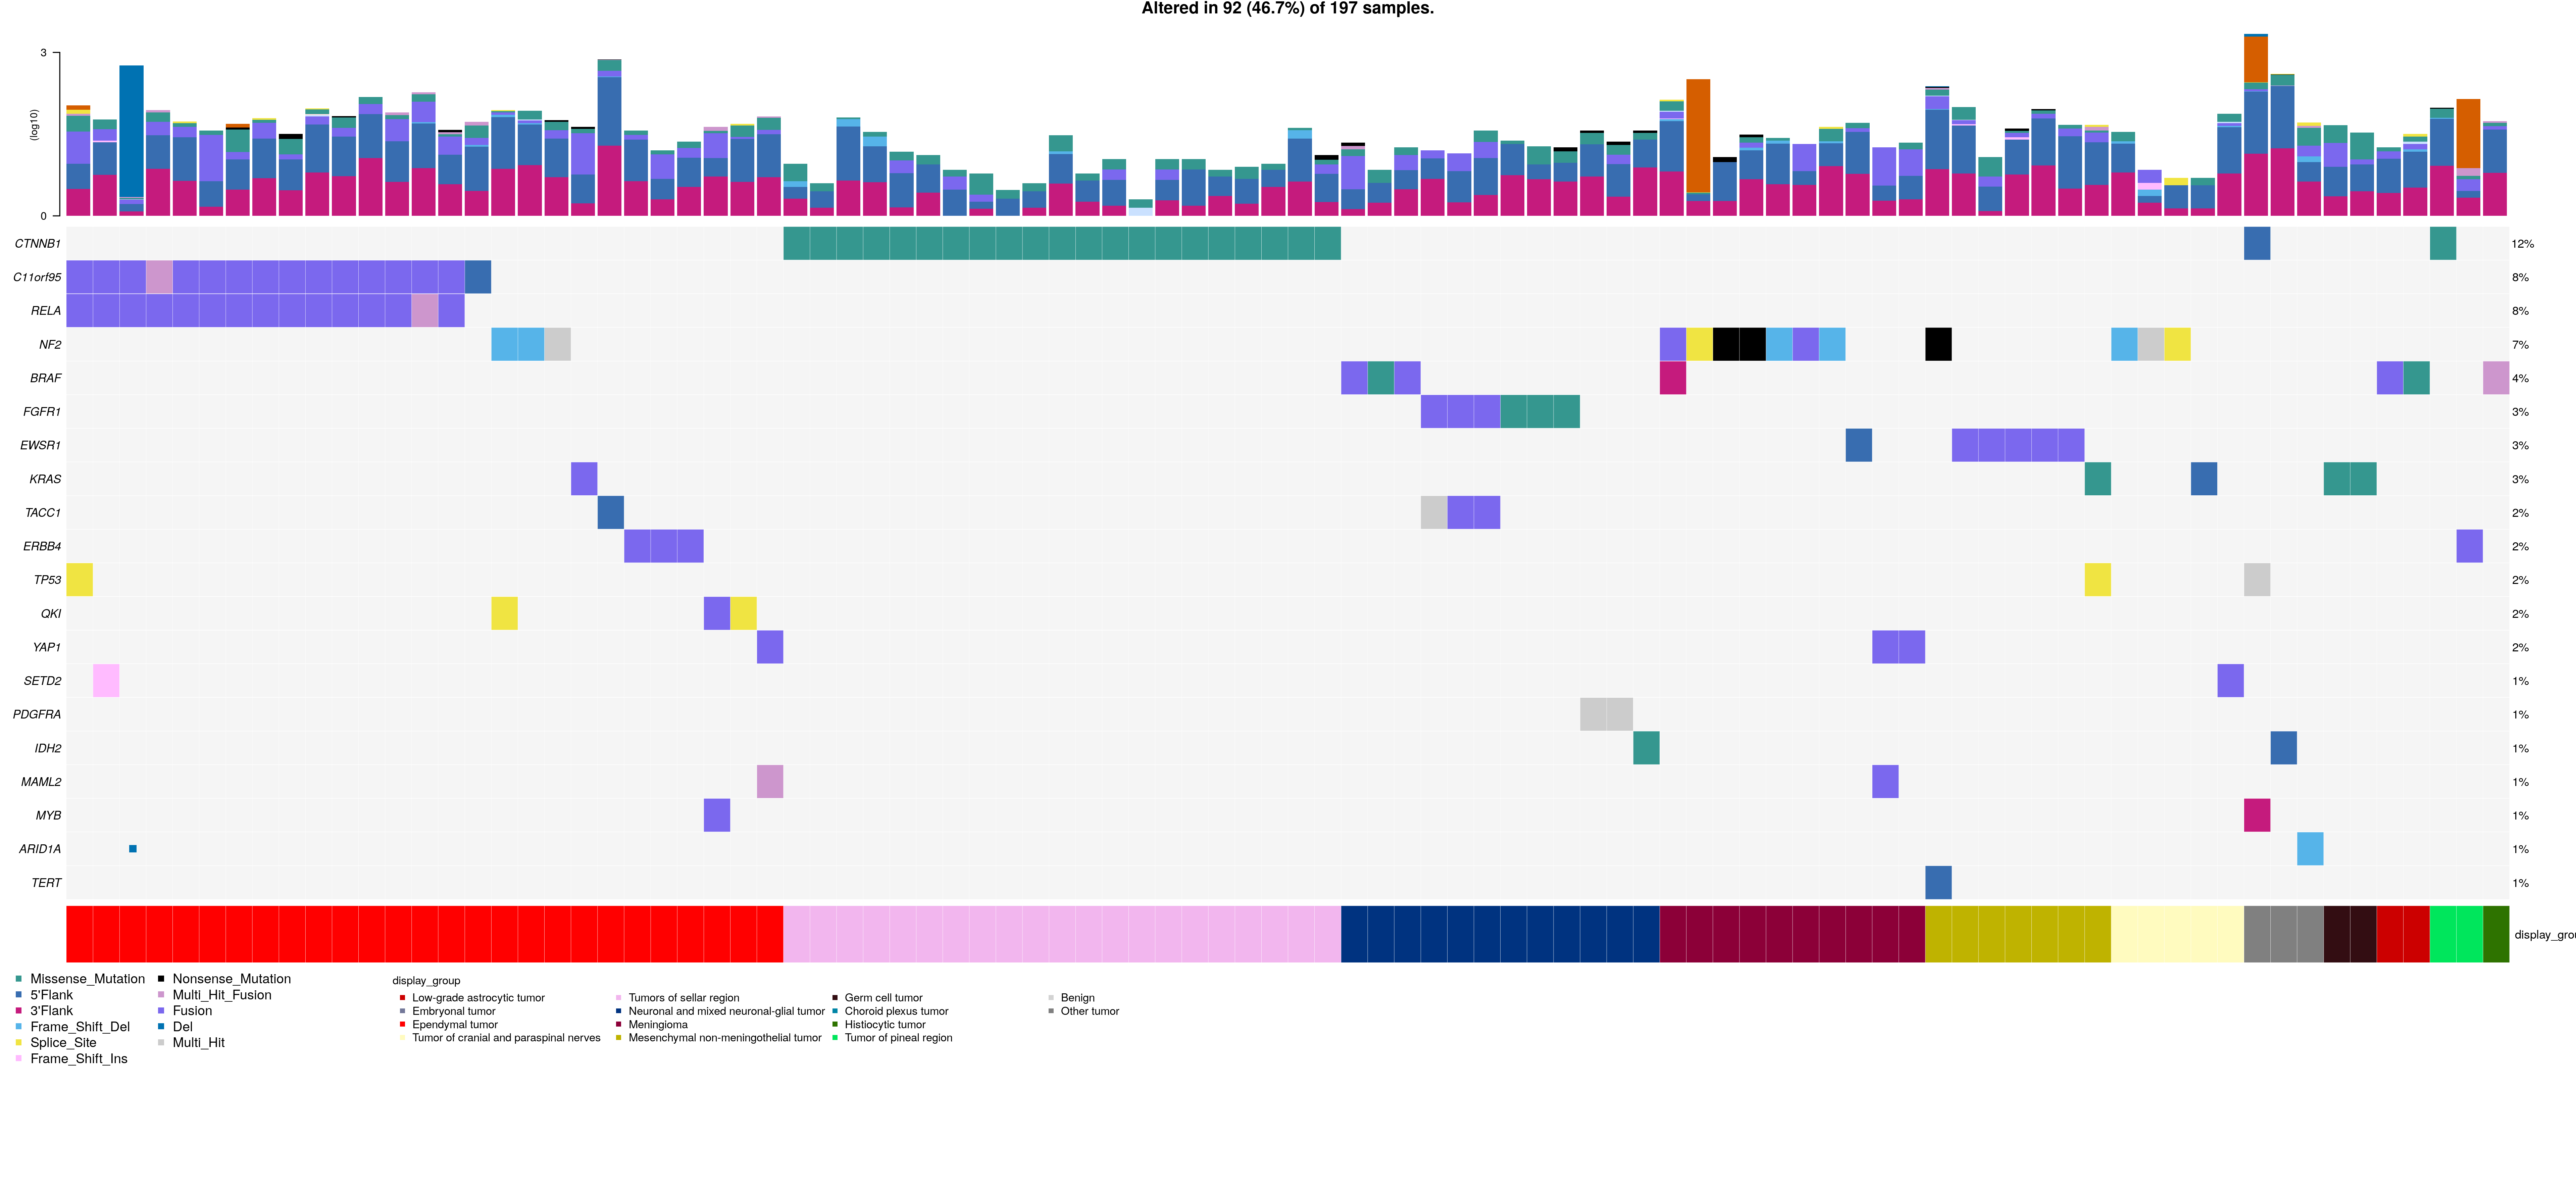 Altered in 92 (46.7%) of 197 samples.
3
(log10)
0
CTNNB1 12%
C11orf95 8%
RELA 8%
NF2 7%
BRAF 4%
FGFR1 3%
EWSR1 3%
KRAS 3%
TACC1 2%
ERBB4 2%
TP53 2%
QKI 2%
YAP1 2%
SETD2 1%
PDGFRA 1%
IDH2 1%
MAML2 1%
MYB 1%
ARID1A 1%
TERT 1%
display_gro
Missense_Mutation
5'Flank
3'Flank
Frame_Shift_Del
Splice_Site
Frame_Shift_Ins
Nonsense_Mutation
Multi_Hit_Fusion
Fusion
Del
Multi_Hit
display_group
Low-grade astrocytic tumor
Embryonal tumor
Ependymal tumor
Tumor of cranial and paraspinal nerves
Tumors of sellar region
Neuronal and mixed neuronal-glial tumor
Meningioma
Mesenchymal non-meningothelial tumor
Germ cell tumor
Choroid plexus tumor
Histiocytic tumor
Tumor of pineal region
Benign
Other tumor